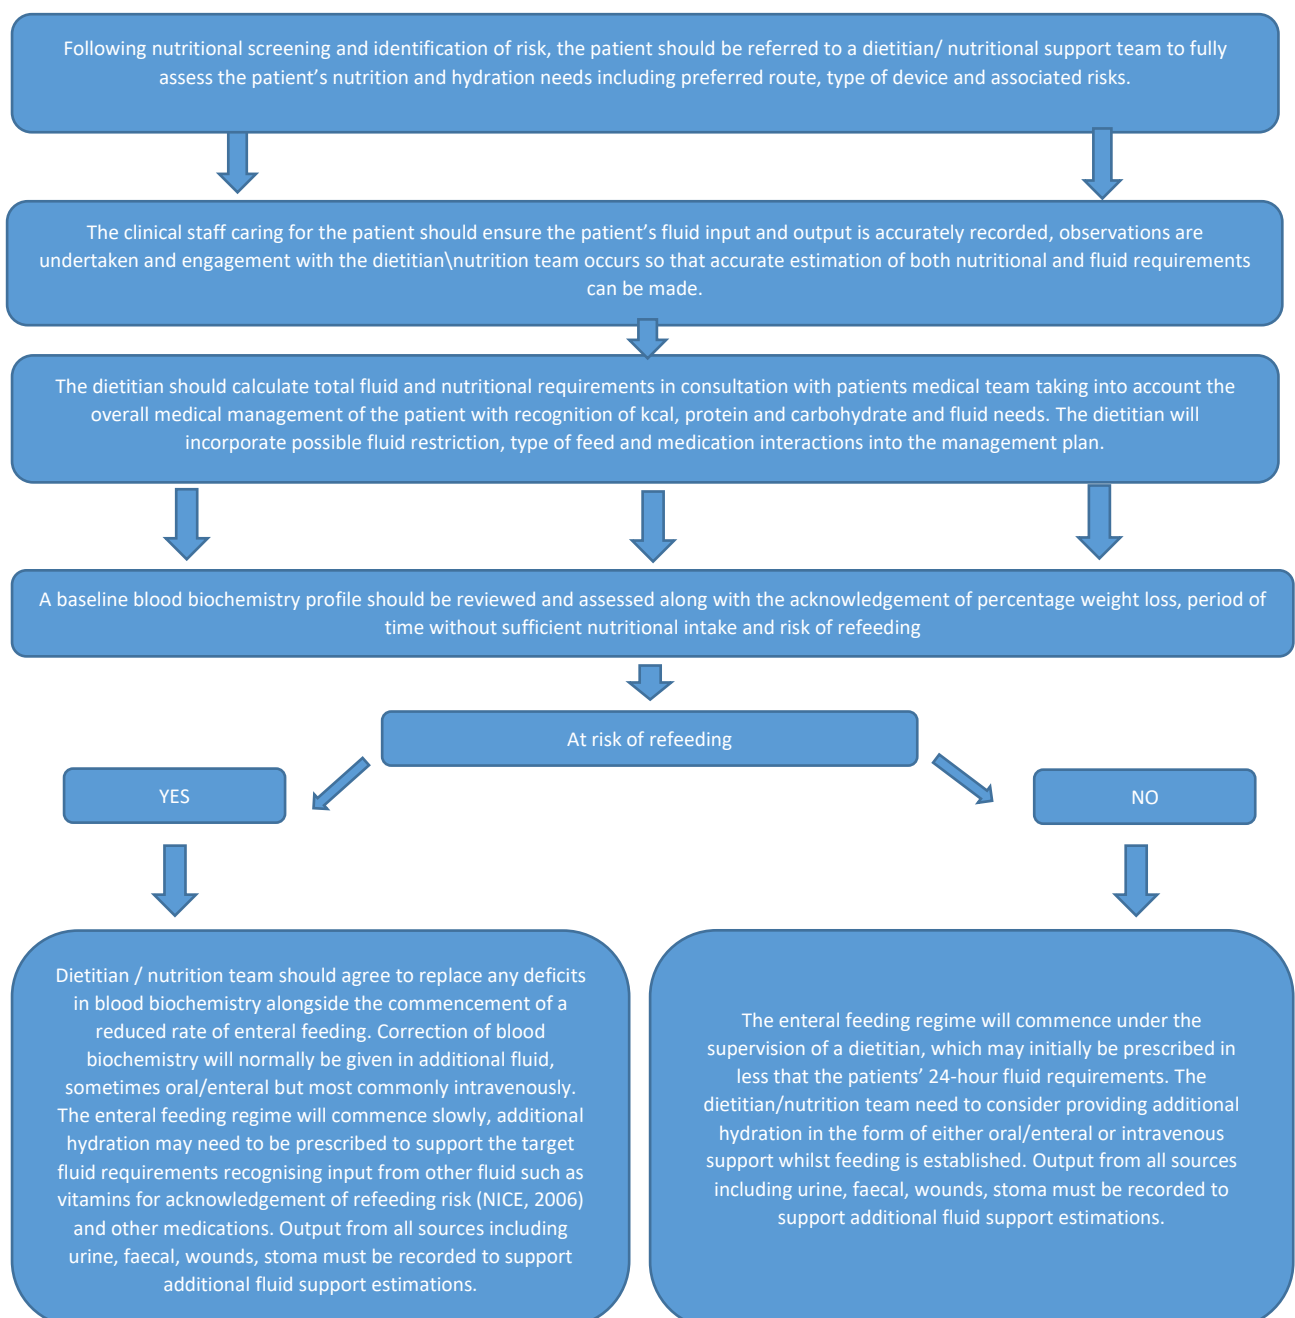 Following nutritional screening and identification of risk, the patient should be referred to a dietitian/ nutritional support team to fully
assess the patient's nutrition and hydration needs including preferred route, type of device and associated risks.
The clinical staff caring for the patient should ensure the patient's fluid input and output is accurately recorded, observations are
undertaken and engagement with the dietitian\nutrition team occurs so that accurate estimation of both nutritional and fluid requirements
can be made.
The dietitian should calculate total fluid and nutritional requirements in consultation with patients medical team taking into account the
overall medical management of the patient with recognition of kcal, protein and carbohydrate and fluid needs. The dietitian will
incorporate possible fluid restriction, type of feed and medication interactions into the management plan.
A baseline blood biochemistry profile should be reviewed and assessed along with the acknowledgement of percentage weight loss, period of
time without sufficient nutritional intake and risk of refeeding
At risk of refeeding
YES
NO
Dietitian / nutrition team should agree to replace any deficits
in blood biochemistry alongside the commencement of a
reduced rate of enteral feeding. Correction of blood
biochemistry will normally be given in additional fluid,
sometimes oral/enteral but most commonly intravenously.
The enteral feeding regime will commence slowly, additional
hydration may need to be prescribed to support the target
fluid requirements recognising input from other fluid such as
vitamins for acknowledgement of refeeding risk (NICE, 2006)
and other medications. Output from all sources including
urine, faecal, wounds, stoma must be recorded to support
additional fluid support estimations.
The enteral feeding regime will commence under the
supervision of a dietitian, which may initially be prescribed in
less that the patients' 24-hour fluid requirements. The
dietitian/nutrition team need to consider providing additional
hydration in the form of either oral/enteral or intravenous
support whilst feeding is established. Output from all sources
including urine, faecal, wounds, stoma must be recorded to
support additional fluid support estimations.